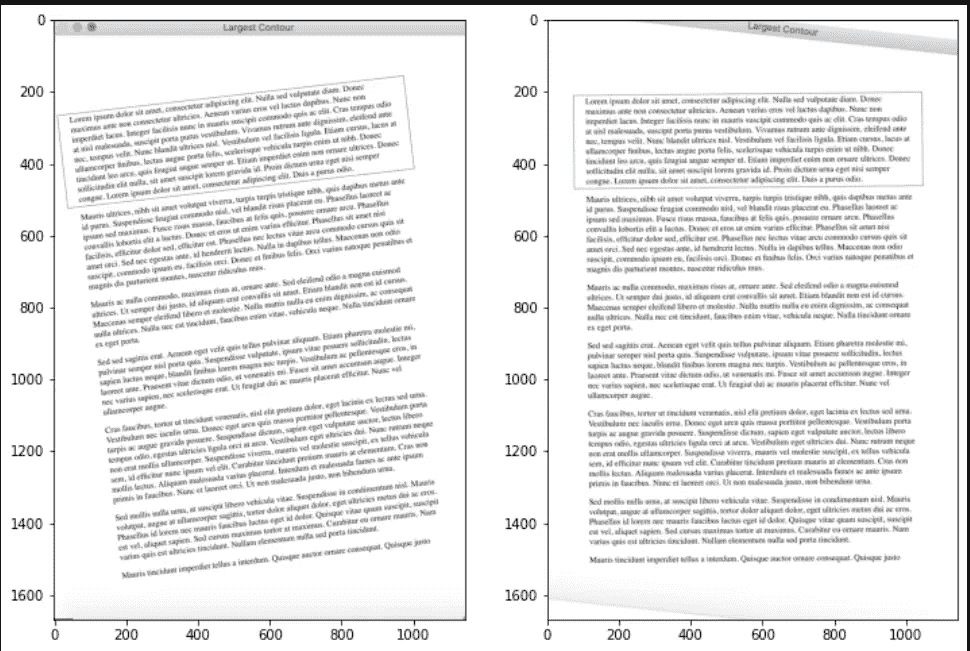 Largest Contour
0
200
400
600
800
1000
1200
1400
1600
Lorem ipsum dolor sit amet, consectetur adipiscing elit. Nulla sed vulputate diam. Donec
maximus ante non consectetur ultricies. Aenean varius eros vel luctus dapibus. Nunc non
imperdiet lacus. Integer facilisis nunc in mauris suscipit commodo quis ac elit. Cras tempus odio
at nisl malesuada, suscipit porta purus vestibulum. Vivamus rutrum ante dignissim, eleifend ante
nec, tempus velit. Nunc blandit ultrices nisl. Vestibulum vel facilisis ligula. Etiam cursus, lacus at
ullamcorper finibus, lectus augue porta felis, scelerisque vehicula turpis enim ut nibh. Donec
tincidunt leo arcu, quis feugiat augue semper ut. Etiam imperdiet enim non ornare ultrices. Donec
sollicitudin elit nulla, sit amet iaculis lorem gravida id. Proin dictum urna eget nisl semper
congue. Lorem ipsum dolor sit amet, consectetur adipiscing elit. Duis a purus odio.
Mauris ultrices, nibh sit amet volutpat viverra, mauris turpis tristique nibh, quis dapibus metus ante
id purus. Suspendisse feugiat commodo nisi, vel blandit risus placerat eu. Phasellus laoreet ac
ipsum sed maximus. Fusce risus massa, faucibus at felis quis, posuere ornare arcu. Phasellus
convallis lobortis elit a luctus. Donec et eros ut enim varius efficitur. Phasellus sit amet nisi
facilisis, efficitur dolor sed, efficitur est. Phasellus nec lectus vitae arcu commodo cursus quis sit
amet orci. Sed nec egestas ante, id hendrerit lectus. Nulla in dapibus tellus. Maecenas non odio
suscipit, commodo ipsum eu, facilisis orci. Donec et finibus felis. Orci varius natoque penatibus et
magnis dis parturient montes, nascetur ridiculus mus.
Mauris ac nulla commodo, maximus risus at, ornare ante. Sed eleifend odio a magna euismod
ultrices. Ut semper dui justo, id aliquam erat convallis sit amet. Etiam blandit non est id cursus.
Maecenas semper eleifend libero et molestie. Nulla mattis nulla eu enim dignissim, ac consequat
nulla ultrices. Nulla nec est tincidunt, faucibus enim vitae, vehicula neque. Nulla tincidunt ornare
ex eget porta.
Sed sed sagittis erat. Aenean eget velit quis tellus pulvinar aliquam. Etiam pharetra molestie mi,
pulvinar semper nisl porta quis. Suspendisse vulputate, ipsum vitae posuere sollicitudin, lectus
sapien luctus neque, blandit finibus lorem magna nec turpis. Vestibulum ac pellentesque eros, in
laoreet ante. Praesent vitae dictum odio, ut venenatis mi. Fusce sit amet accumsan augue. Integer
nec varius sapien, nec scelerisque erat. Ut feugiat dui ac mauris placerat efficitur. Nunc vel
ullamcorper augue.
Cras faucibus, tortor ut tincidunt venenatis, nisl elit pretium dolor, eget lacinia ex lectus sed urna.
Vestibulum nec iaculis urna. Donec eget arcu massa porttitor pellentesque. Vestibulum porta
turpis ac augue gravida posuere. Suspendisse dictum, sapien eget vulputate auctor, lectus libero
tempus odio, egestas ultricies ligula orci at arcu. Vestibulum eget ultricies dui. Nunc rutrum neque
non erat mollis ullamcorper. Suspendisse viverra, mauris vel molestie suscipit, ex tellus vehicula
sem, id efficitur nunc ipsum vel elit. Curabitur tincidunt pretium mauris at elementum. Cras non
mollis lectus. Aliquam malesuada varius placerat. Interdum et malesuada fames ac ante ipsum
primis in faucibus. Nunc et laoreet orci. Ut non malesuada justo, non bibendum urna.
Sed mollis nulla urna, at suscipit libero vehicula vitae. Suspendisse in condimentum nisl. Mauris
volutpat, augue at ullamcorper sagittis, tortor dolor aliquet dolor, eget ultricies metus dui ac eros.
Phasellus id lorem nec mauris faucibus luctus eget id dolor. Quisque vitae quam suscipit, suscipit
est vel, aliquet sapien. Sed cursus maximus tortor ut maximus. Curabitur eu ornare mauris. Nam
varius quis est ultricies tincidunt. Nullam elementum nulla sed porta tincidunt.
Mauris tincidunt imperdiet tellus a interdum. Quisque auctor ornare consequat. Quisque justo
0 200 400 600 800 1000
Largest Contour
0
200
400
600
800
1000
1200
1400
1600
Lorem ipsum dolor sit amet, consectetur adipiscing elit. Nulla sed vulputate diam. Donec
maximus ante non consectetur ultricies. Aenean varius eros vel luctus dapibus. Nunc non
imperdiet lacus. Integer facilisis nunc in mauris suscipit commodo quis ac elit. Cras tempus odio
at nisl malesuada, suscipit porta purus vestibulum. Vivamus rutrum ante dignissim, eleifend ante
nec, tempus velit. Nunc blandit ultrices nisl. Vestibulum vel facilisis ligula. Etiam cursus, lacus at
ullamcorper finibus, lectus augue porta felis, scelerisque vehicula turpis enim ut nibh. Donec
tincidunt leo arcu, quis feugiat augue semper ut. Etiam imperdiet enim non ornare ultrices. Donec
sollicitudin elit nulla, sit amet iaculis lorem gravida id. Proin dictum urna eget nisl semper
congue. Lorem ipsum dolor sit amet, consectetur adipiscing elit. Duis a purus odio.
Mauris ultrices, nibh sit amet volutpat viverra, mauris turpis tristique nibh, quis dapibus metus ante
id purus. Suspendisse feugiat commodo nisi, vel blandit risus placerat eu. Phasellus laoreet ac
ipsum sed maximus. Fusce risus massa, faucibus at felis quis, posuere ornare arcu. Phasellus
convallis lobortis elit a luctus. Donec et eros ut enim varius efficitur. Phasellus sit amet nisi
facilisis, efficitur dolor sed, efficitur est. Phasellus nec lectus vitae arcu commodo cursus quis sit
amet orci. Sed nec egestas ante, id hendrerit lectus. Nulla in dapibus tellus. Maecenas non odio
suscipit, commodo ipsum eu, facilisis orci. Donec et finibus felis. Orci varius natoque penatibus et
magnis dis parturient montes, nascetur ridiculus mus.
Mauris ac nulla commodo, maximus risus at, ornare ante. Sed eleifend odio a magna euismod
ultrices. Ut semper dui justo, id aliquam erat convallis sit amet. Etiam blandit non est id cursus.
Maecenas semper eleifend libero et molestie. Nulla mattis nulla eu enim dignissim, ac consequat
nulla ultrices. Nulla nec est tincidunt, faucibus enim vitae, vehicula neque. Nulla tincidunt ornare
ex eget porta.
Sed sed sagittis erat. Aenean eget velit quis tellus pulvinar aliquam. Etiam pharetra molestie mi,
pulvinar semper nisl porta quis. Suspendisse vulputate, ipsum vitae posuere sollicitudin, lectus
sapien luctus neque, blandit finibus lorem magna nec turpis. Vestibulum ac pellentesque eros, in
laoreet ante. Praesent vitae dictum odio, ut venenatis mi. Fusce sit amet accumsan augue. Integer
nec varius sapien, nec scelerisque erat. Ut feugiat dui ac mauris placerat efficitur. Nunc vel
ullamcorper augue.
Cras faucibus, tortor ut tincidunt venenatis, nisl elit pretium dolor, eget lacinia ex lectus sed urna.
Vestibulum nec iaculis urna. Donec eget arcu massa porttitor pellentesque. Vestibulum porta
turpis ac augue gravida posuere. Suspendisse dictum, sapien eget vulputate auctor, lectus libero
tempus odio, egestas ultricies ligula orci at arcu. Vestibulum eget ultricies dui. Nunc rutrum neque
non erat mollis ullamcorper. Suspendisse viverra, mauris vel molestie suscipit, ex tellus vehicula
sem, id efficitur nunc ipsum vel elit. Curabitur tincidunt pretium mauris at elementum. Cras non
mollis lectus. Aliquam malesuada varius placerat. Interdum et malesuada fames ac ante ipsum
primis in faucibus. Nunc et laoreet orci. Ut non malesuada justo, non bibendum urna.
Sed mollis nulla urna, at suscipit libero vehicula vitae. Suspendisse in condimentum nisl. Mauris
volutpat, augue at ullamcorper sagittis, tortor dolor aliquet dolor, eget ultricies metus dui ac eros.
Phasellus id lorem nec mauris faucibus luctus eget id dolor. Quisque vitae quam suscipit, suscipit
est vel, aliquet sapien. Sed cursus maximus tortor ut maximus. Curabitur eu ornare mauris. Nam
varius quis est ultricies tincidunt. Nullam elementum nulla sed porta tincidunt.
Mauris tincidunt imperdiet tellus a interdum. Quisque auctor ornare consequat. Quisque justo
0 200 400 600 800 1000